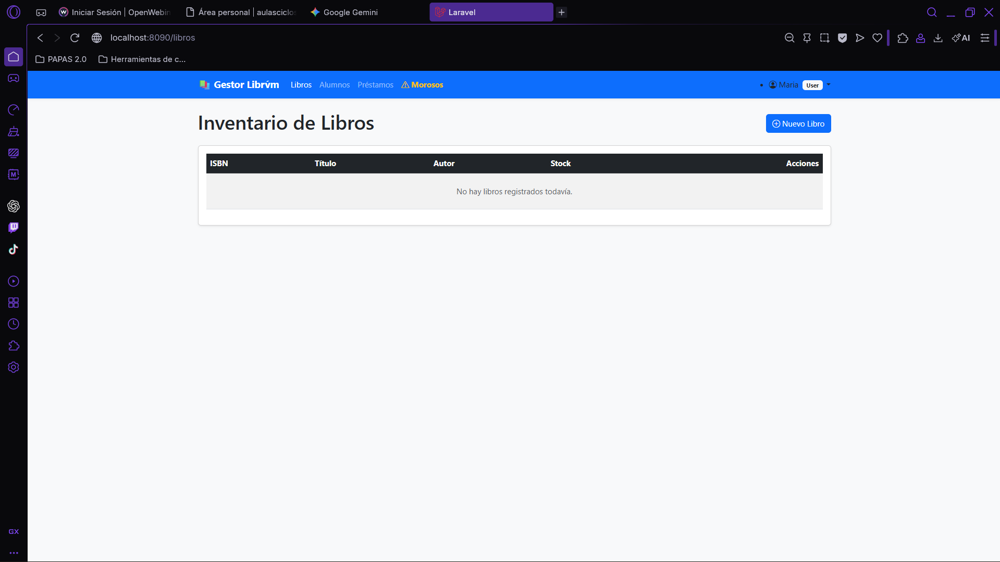 Iniciar Sesión | OpenWebin
Área personal | aulasciclos
Google Gemini
Laravel
localhost:8090/libros
AI
PAPAS 2.0
Herramientas de c...
Gestor Librvm
Libros
Alumnos
Préstamos
Morosos
Maria User
Inventario de Libros
Nuevo Libro
ISBN Título Autor Stock Acciones
No hay libros registrados todavía.
M
GX